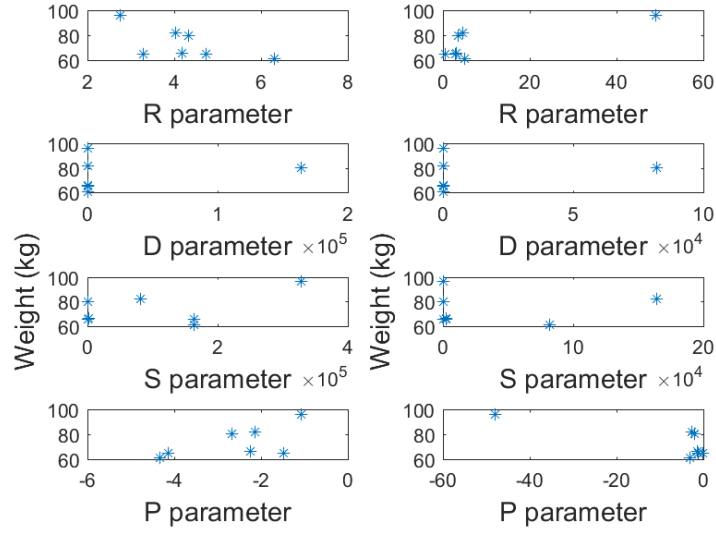 100
80
60
2 4 6 8
R parameter
100
80
60
0 20 40 60
R parameter
100
80
60
0 1 2
D parameter ×10^5
100
80
60
0 5 10
D parameter ×10^4
Weight (kg)
100
80
60
0 2 4
S parameter ×10^5
Weight (kg)
100
80
60
0 10 20
S parameter ×10^4
100
80
60
-6 -4 -2 0
P parameter
100
80
60
-60 -40 -20 0
P parameter